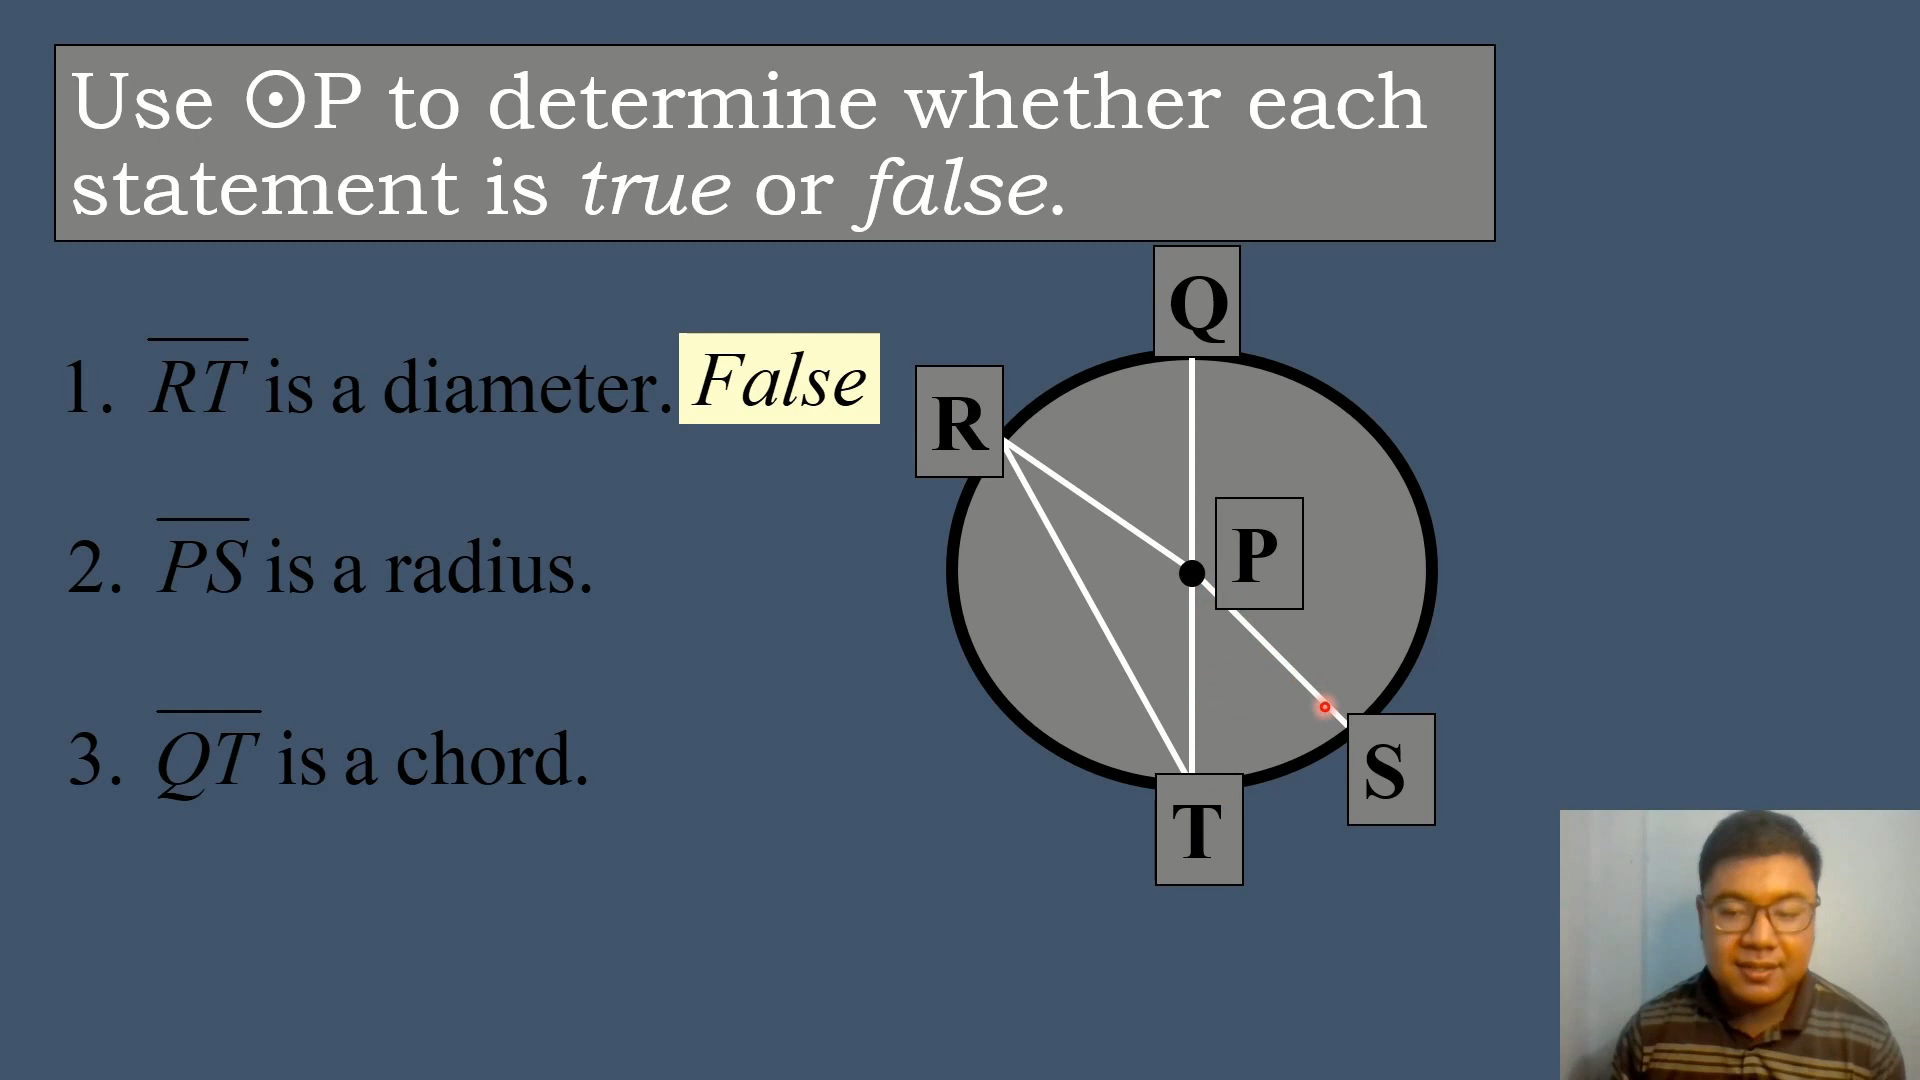 Use ⊙P to determine whether each
statement is true or false.
1. RT is a diameter. False
2. PS is a radius.
3. QT is a chord.
Q
R
P
S
T